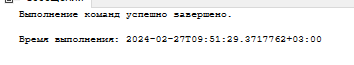 Выполнение команд успешно завершено.
Время выполнения: 2024-02-27T09:51:29.3717762+03:00